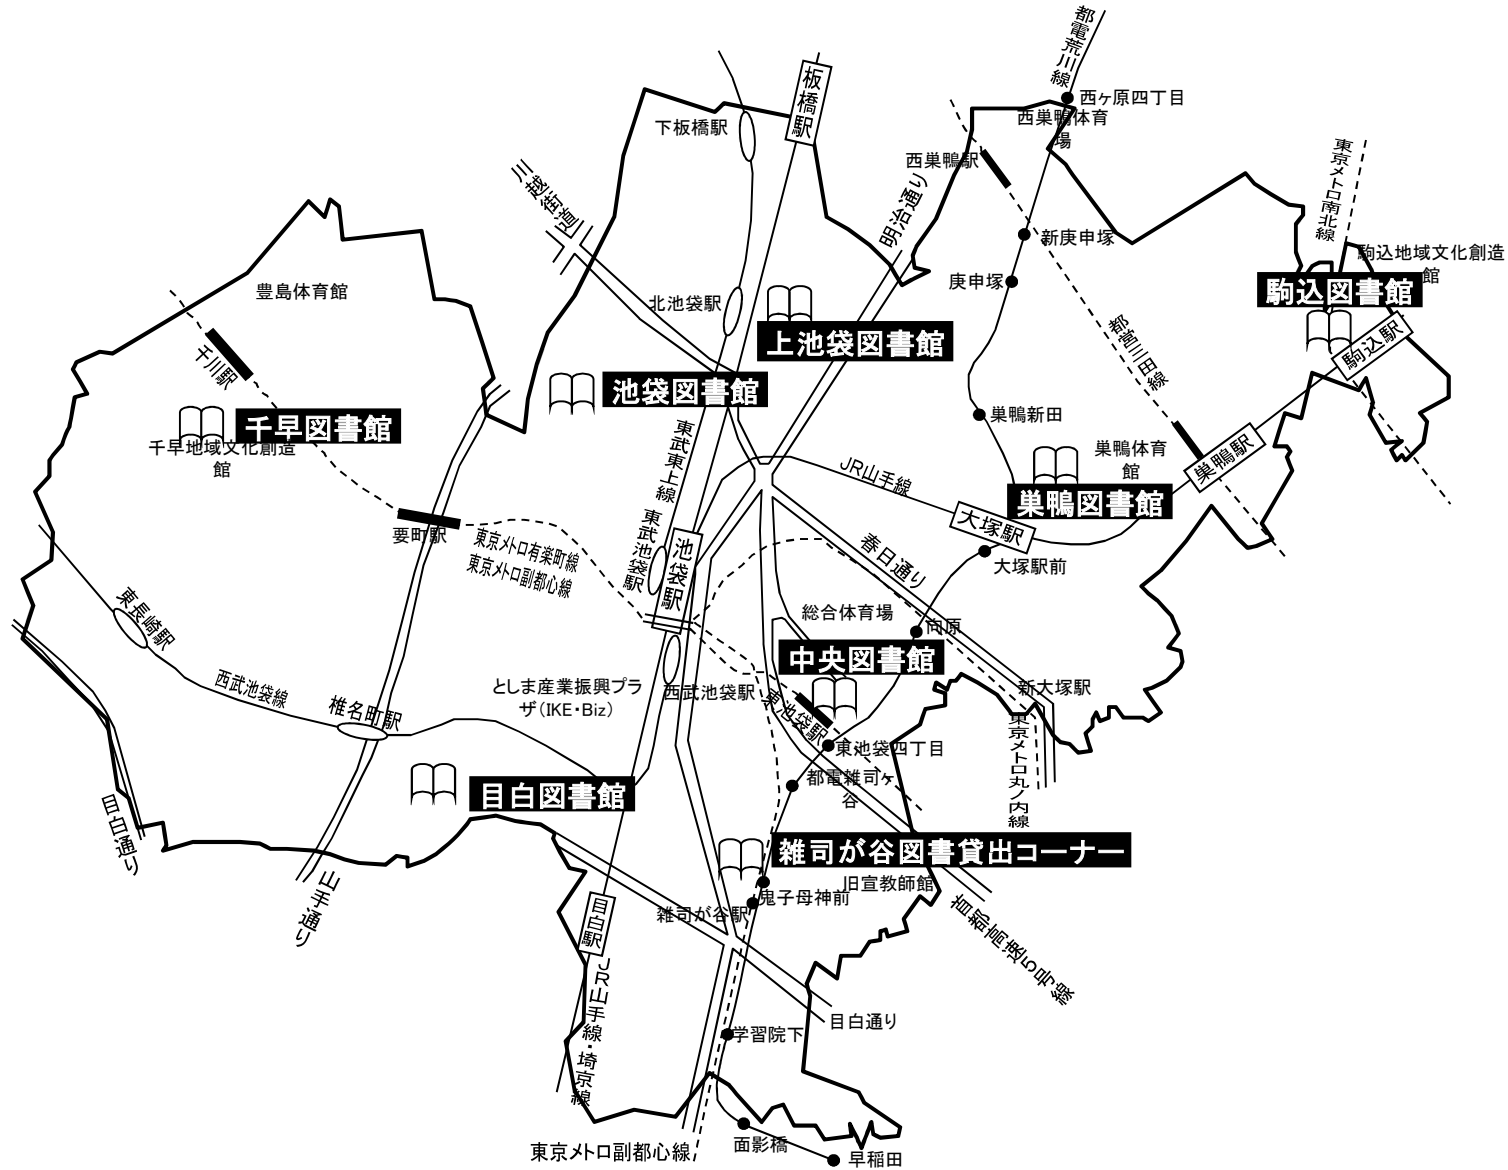 都電荒川線
西ヶ原四丁目
西巣鴨体育
場
板橋駅
下板橋駅
西巣鴨駅
東京メトロ南北線
川越街道
明治通り
新庚申塚
駒込地域文化創造
館
庚申塚
駒込図書館
豊島体育館
北池袋駅
上池袋図書館
都営三田線
駒込駅
千川駅
池袋図書館
巣鴨新田
千早図書館
千早地域文化創造
館
東武東上線
JR山手線
巣鴨体育
館
巣鴨駅
巣鴨図書館
大塚駅
要町駅
東京メトロ有楽町線
東京メトロ副都心線
東武池袋駅
池袋駅
春日通り
大塚駅前
東長崎駅
総合体育場
向原
中央図書館
西武池袋線
としま産業振興プラ
ザ(IKE・Biz)
西武池袋駅
新大塚駅
椎名町駅
東池袋駅
東池袋四丁目
東京メトロ丸ノ内線
都電雑司ヶ
谷
目白図書館
目白通り
雑司が谷図書貸出コーナー
山手通り
旧宣教師館
鬼子母神前
雑司が谷駅
目白駅
首都高速5号線
JR山手線・埼京線
目白通り
学習院下
東京メトロ副都心線
面影橋
早稲田